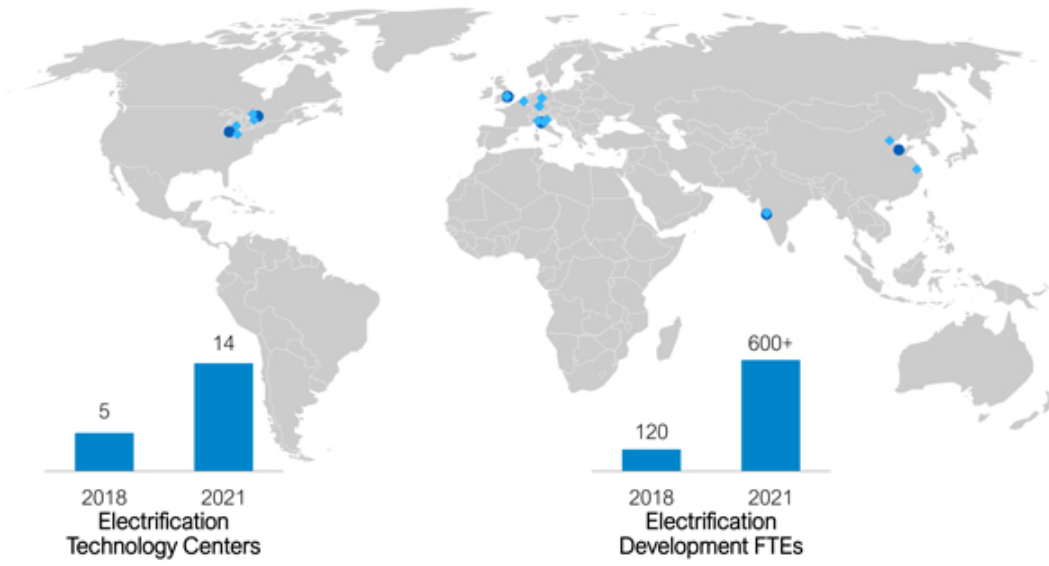 14
5
2018
2021
Electrification
Technology Centers
600+
120
2018
2021
Electrification
Development FTEs